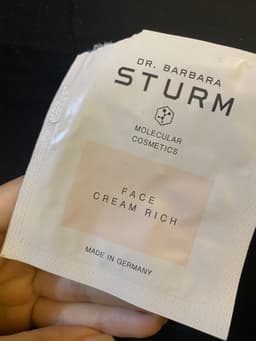 DR. BARBARA
STURM
MOLECULAR
COSMETICS
FACE
CREAM RICH
MADE IN GERMANY